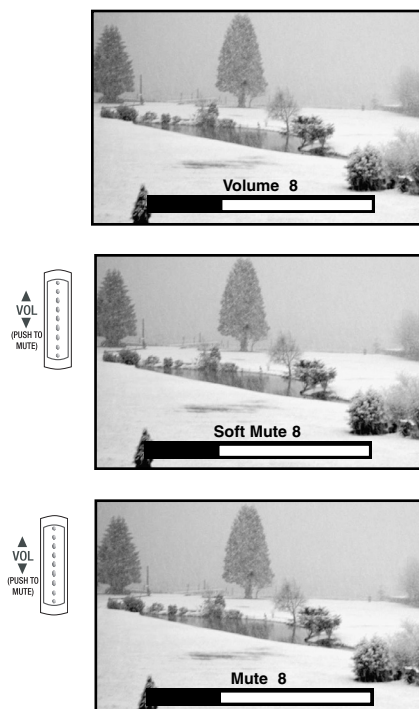 Volume 8
VOL
(PUSH TO
MUTE)
Soft Mute 8
VOL
(PUSH TO
MUTE)
Mute 8